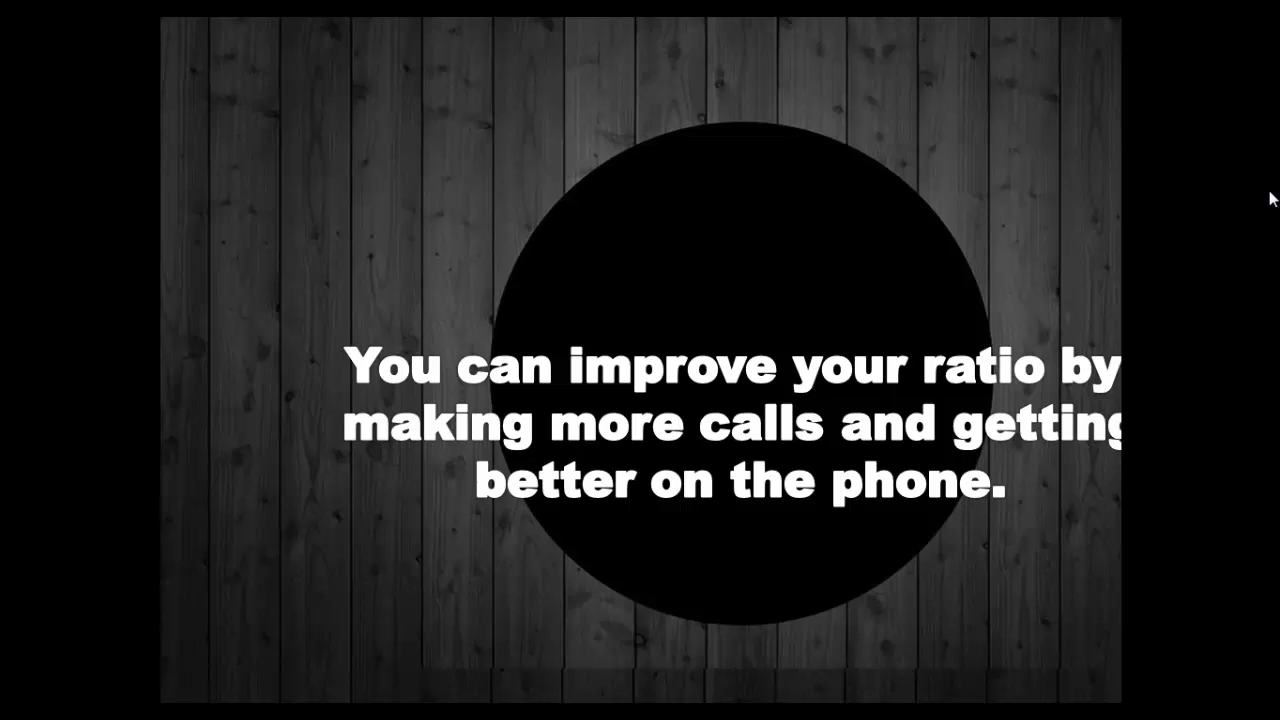 You can improve your ratio by
making more calls and getting
better on the phone.